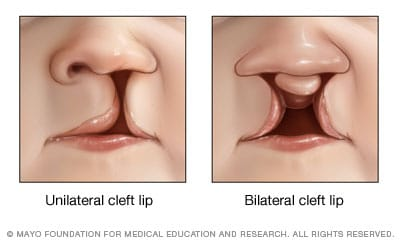 Unilateral cleft lip
Bilateral cleft lip
© MAYO FOUNDATION FOR MEDICAL EDUCATION AND RESEARCH. ALL RIGHTS RESERVED.